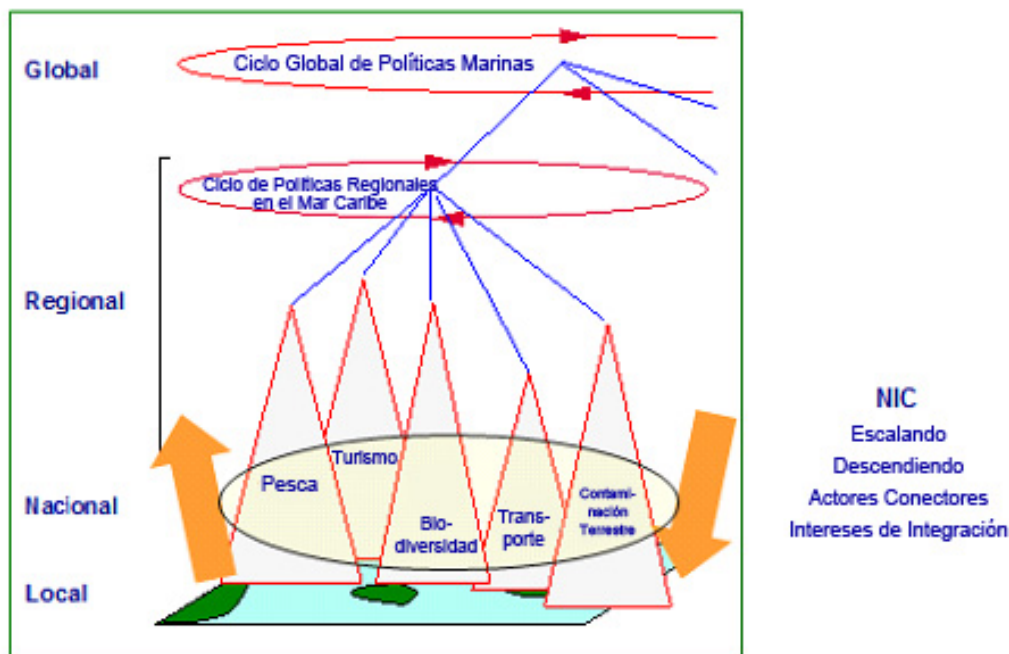 Global
Ciclo Global de Políticas Marinas
Ciclo de Políticas Regionales
en el Mar Caribe
Regional
Turismo
Pesca
Nacional
Bio-
diversidad
Trans-
porte
Contami-
nación
Terrestre
Local
NIC
Escalando
Descendiendo
Actores Conectores
Intereses de Integración